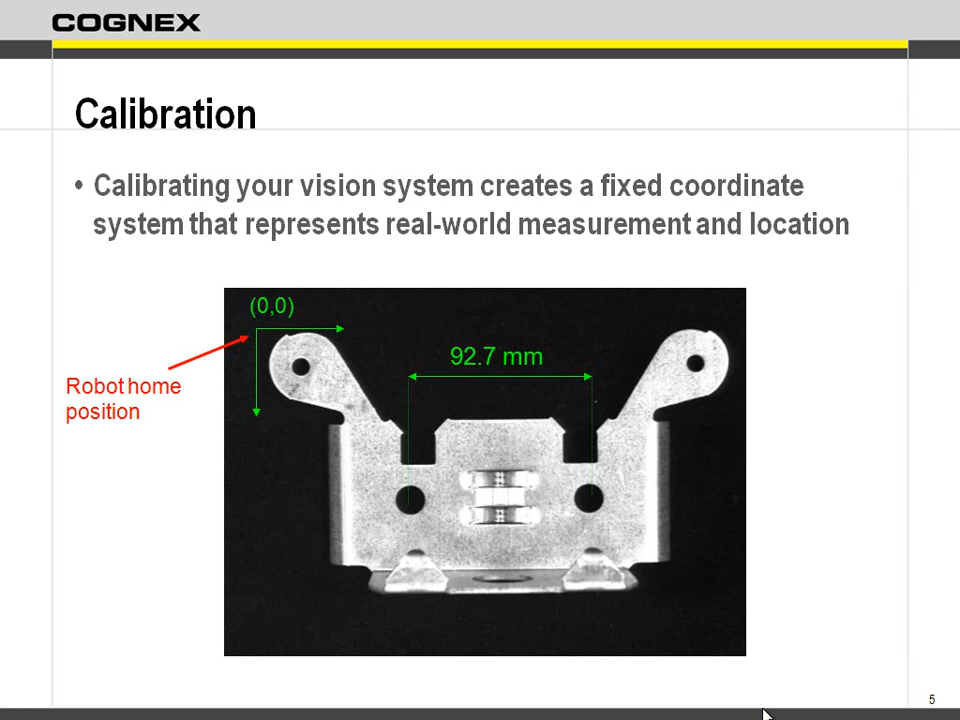 COGNEX
Calibration
• Calibrating your vision system creates a fixed coordinate
system that represents real-world measurement and location
(0,0)
92.7 mm
Robot home
position
5